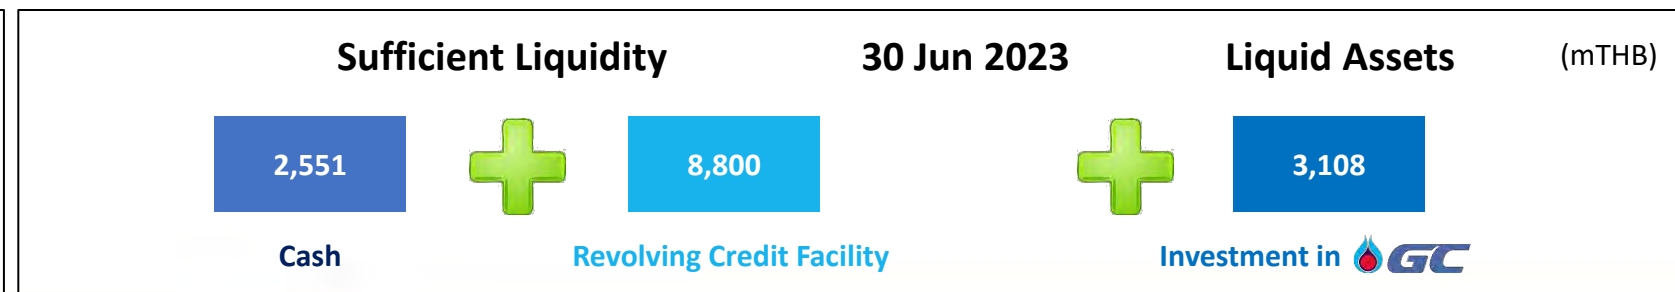 Sufficient Liquidity 30 Jun 2023 Liquid Assets (mTHB)
2,551 8,800 3,108
Cash Revolving Credit Facility Investment in GC